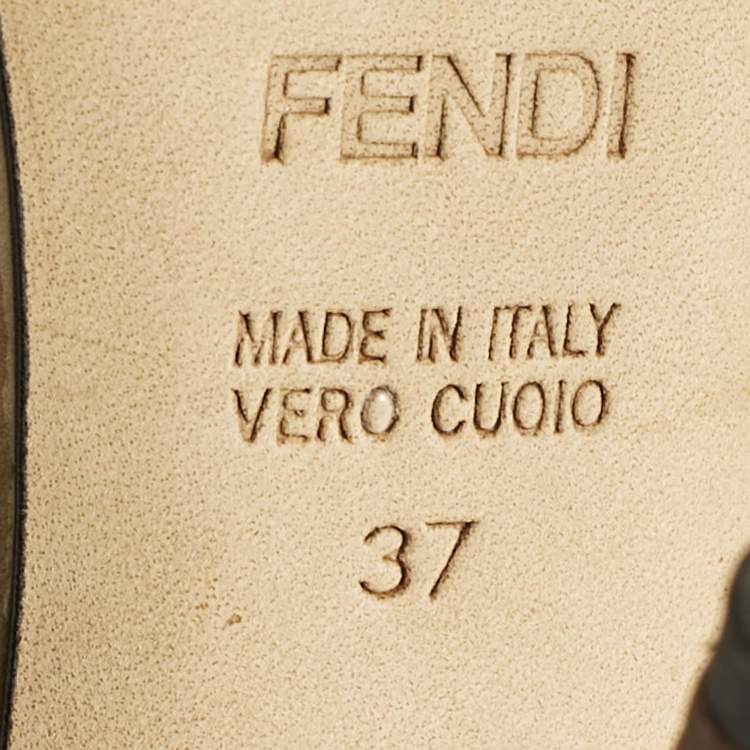 FENDI
MADE IN ITALY
VERO CUOIO
37